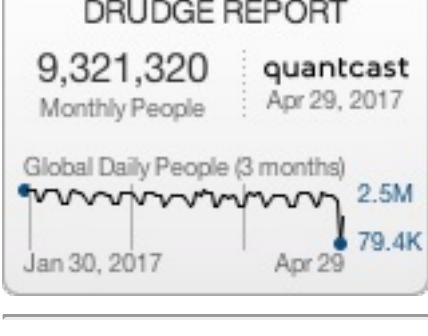 DRUDGE REPORT
9,321,320
Monthly People
quantcast
Apr 29, 2017
Global Daily People (3 months)
2.5M
79.4K
Jan 30, 2017 Apr 29